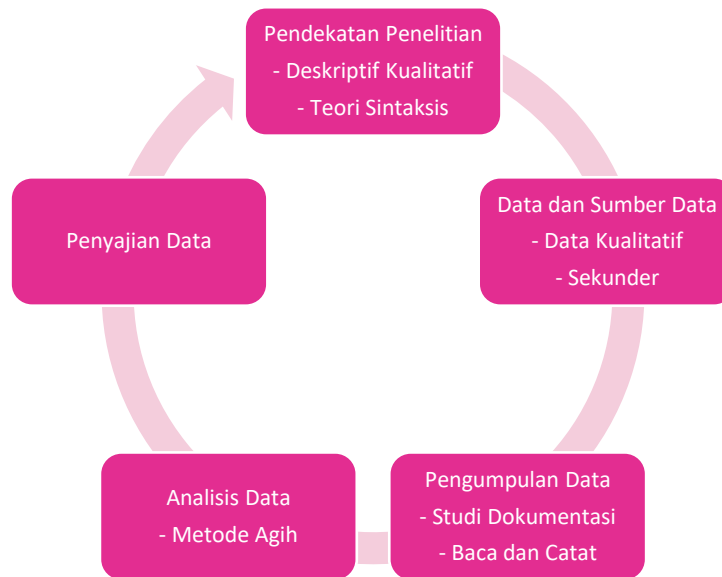 Pendekatan Penelitian
- Deskriptif Kualitatif
- Teori Sintaksis
Data dan Sumber Data
- Data Kualitatif
- Sekunder
Pengumpulan Data
- Studi Dokumentasi
- Baca dan Catat
Analisis Data
- Metode Agih
Penyajian Data